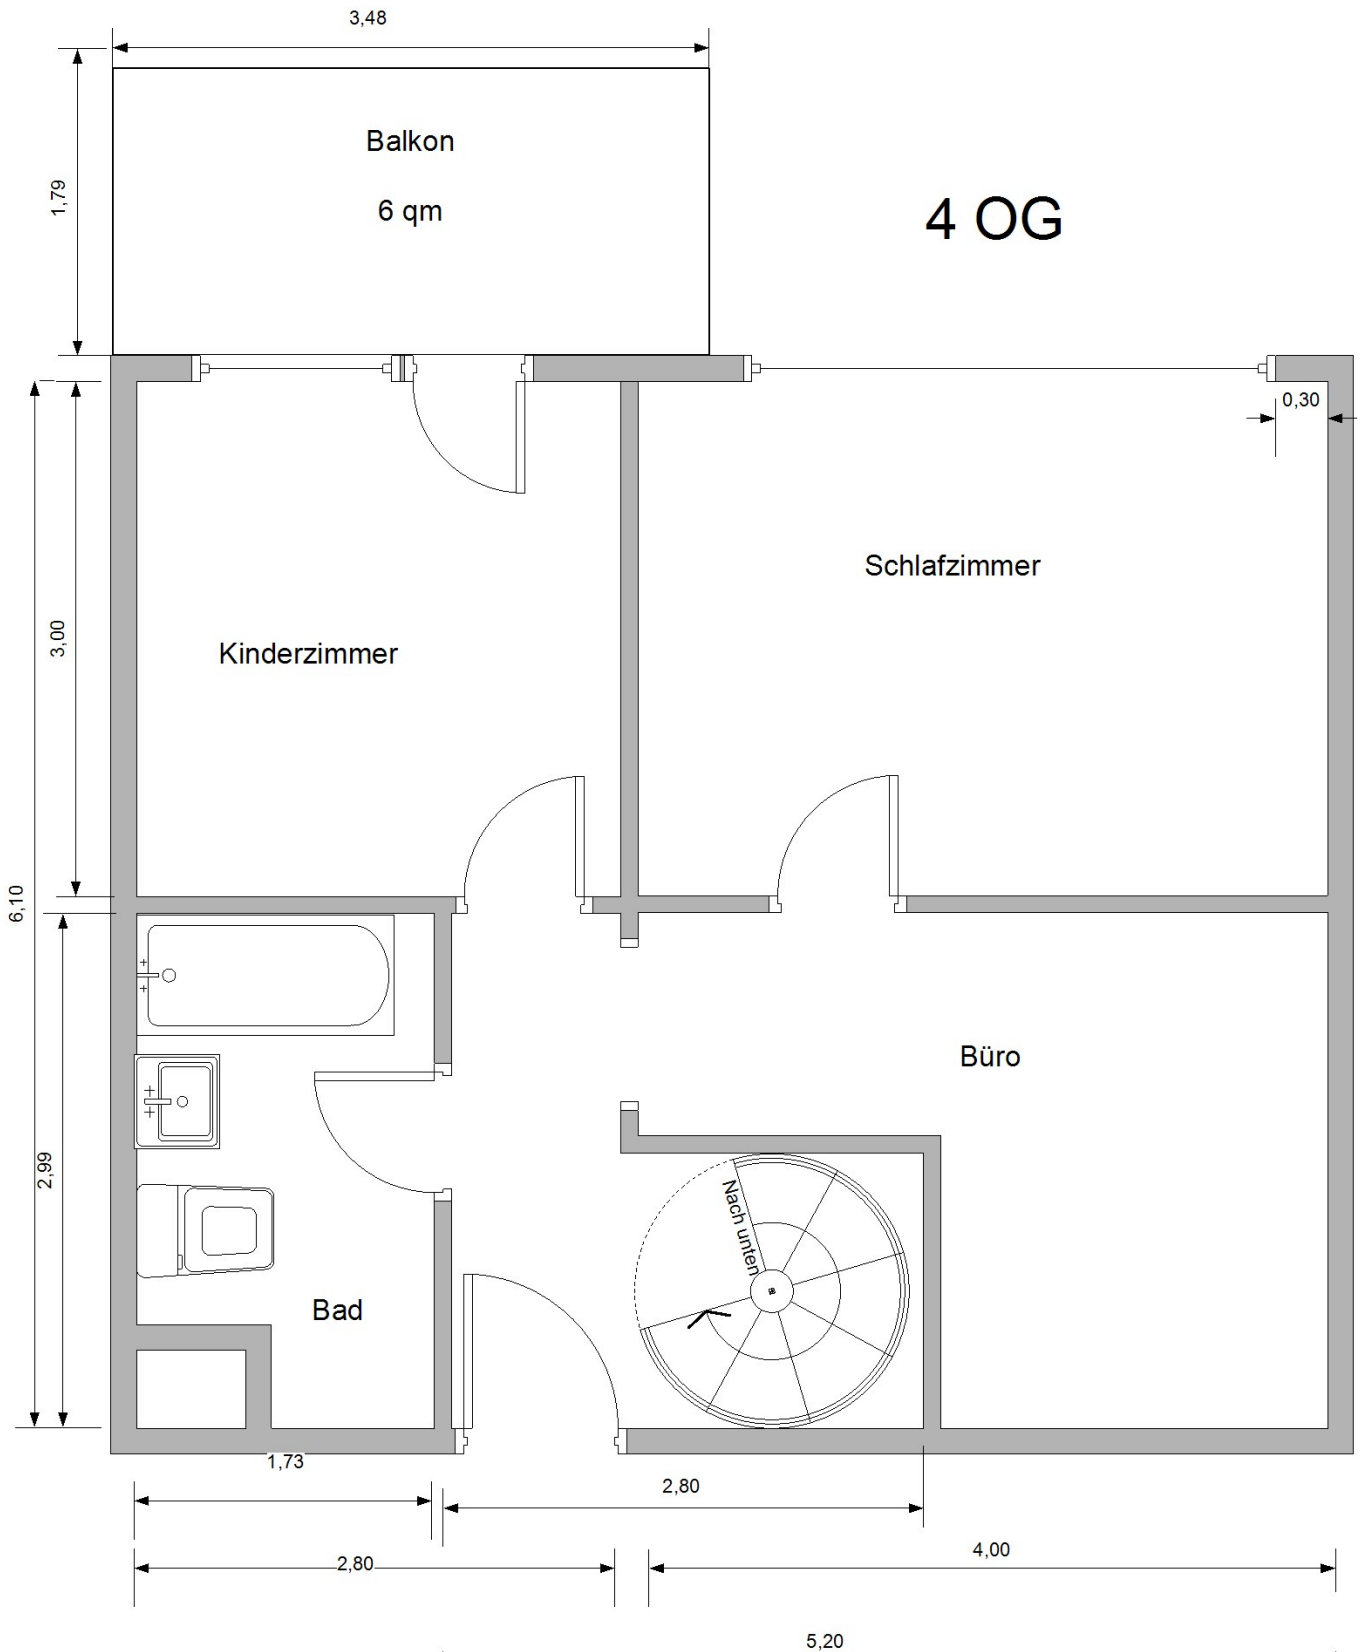 3,48
1,79
Balkon
6 qm
4 OG
0,30
3,00
6,10
Schlafzimmer
Kinderzimmer
2,99
Büro
Nach unten
Bad
1,73
2,80
2,80
4,00
5,20